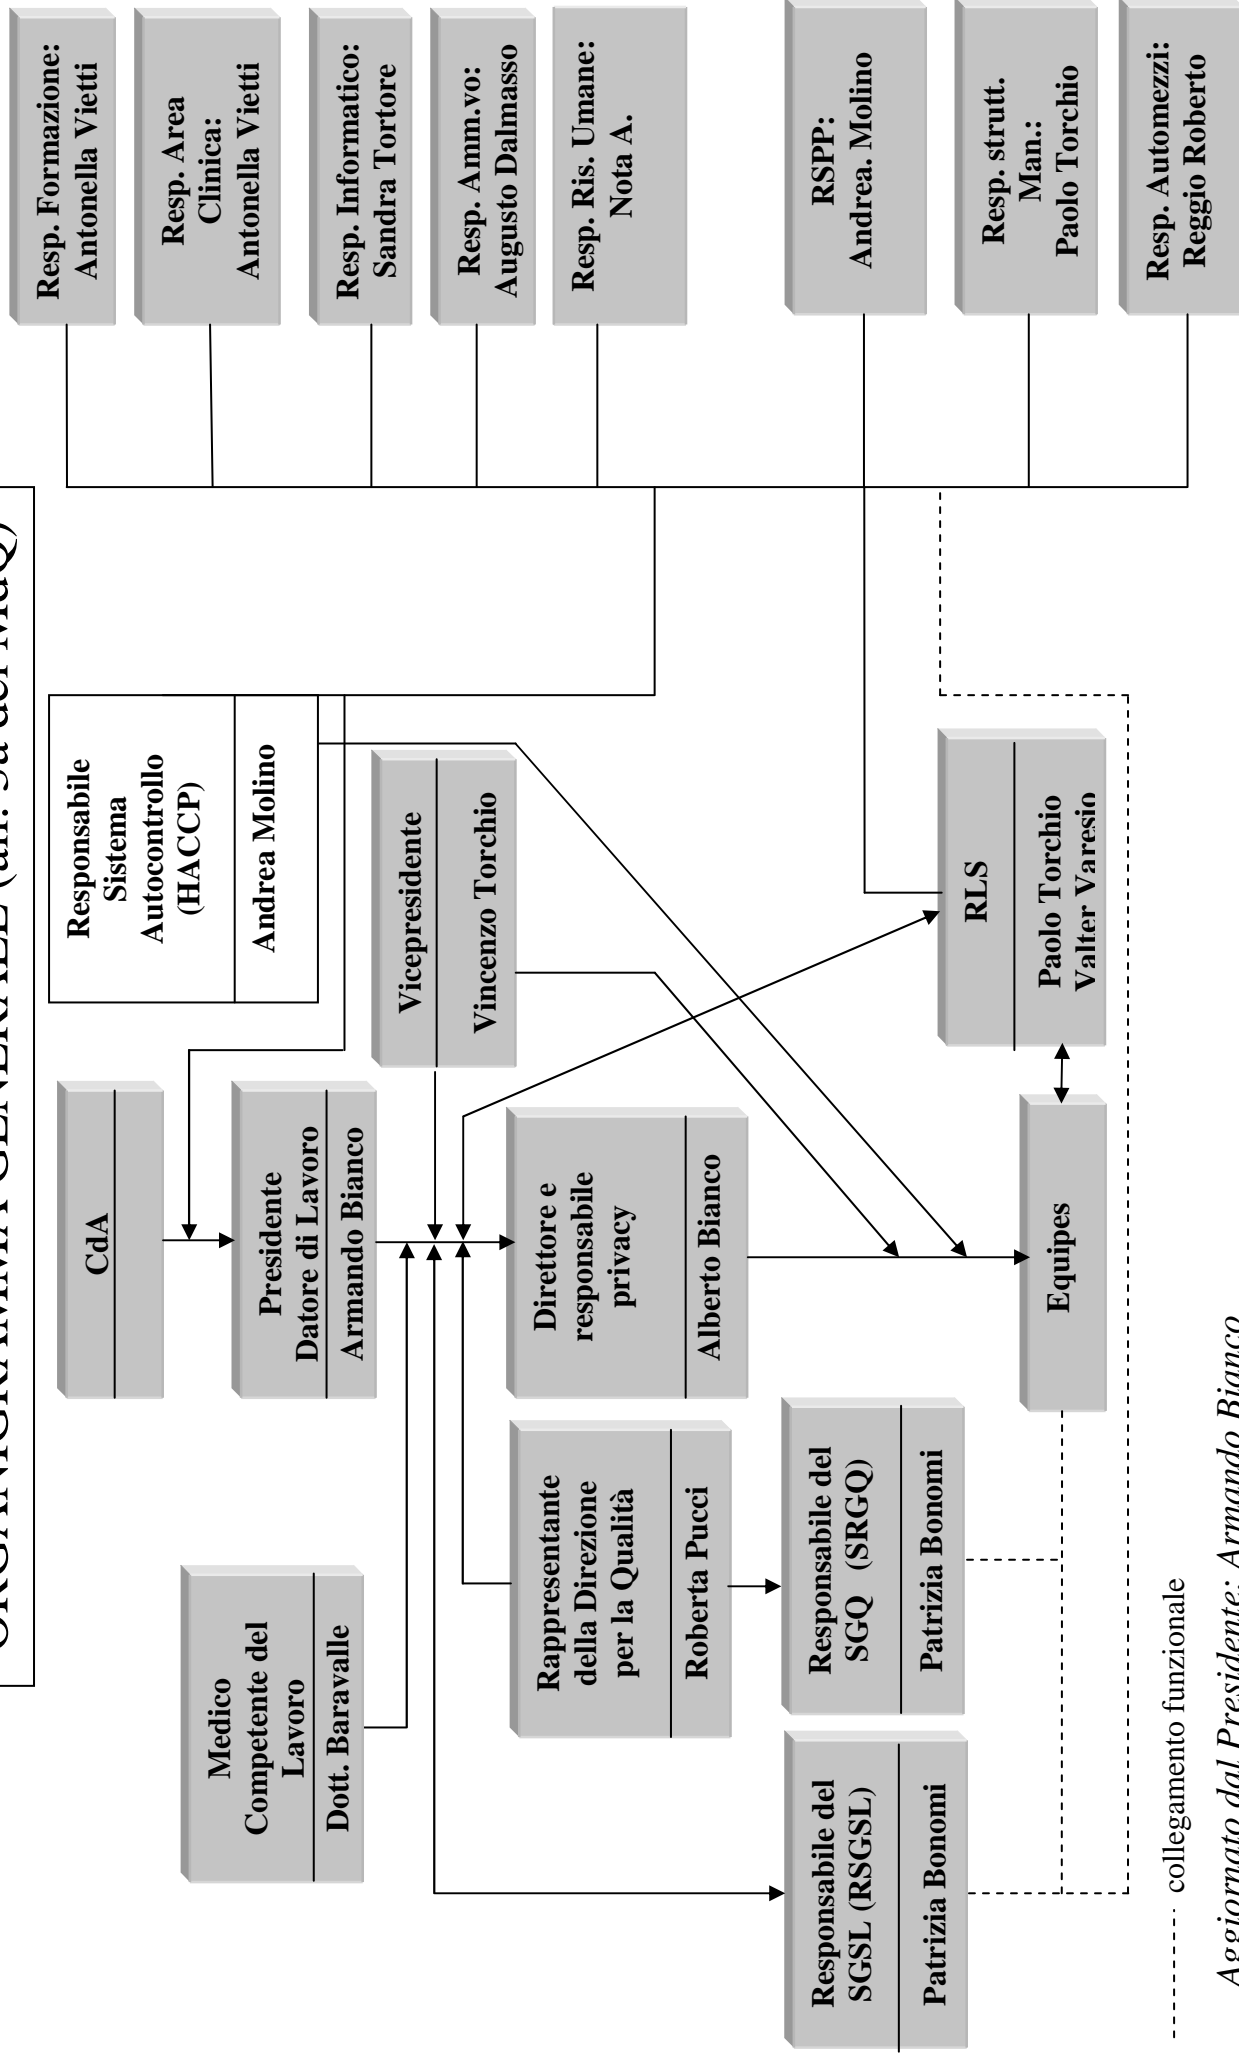 ORGANIGRAMMA GENERALE (all. 5a del MdQ)
CdA
Presidente
Datore di Lavoro
Armando Bianco
Medico
Competente del
Lavoro
Dott. Baravalle
Responsabile
Sistema
Autocontrollo
(HACCP)
Andrea Molino
Vicepresidente
Vincenzo Torchio
Direttore e
responsabile
privacy
Alberto Bianco
Rappresentante
della Direzione
per la Qualità
Roberta Pucci
Responsabile del
SGSL (RSGSL)
Patrizia Bonomi
Responsabile del
SGQ (SRGQ)
Patrizia Bonomi
Equipes
RLS
Paolo Torchio
Valter Varesio
Resp. Formazione:
Antonella Vietti
Resp. Area
Clinica:
Antonella Vietti
Resp. Informatico:
Sandra Tortore
Resp. Amm.vo:
Augusto Dalmasso
Resp. Ris. Umane:
Nota A.
RSPP:
Andrea. Molino
Resp. strutt.
Man.:
Paolo Torchio
Resp. Automezzi:
Reggio Roberto
collegamento funzionale
Aggiornato dal Presidente: Armando Bianco